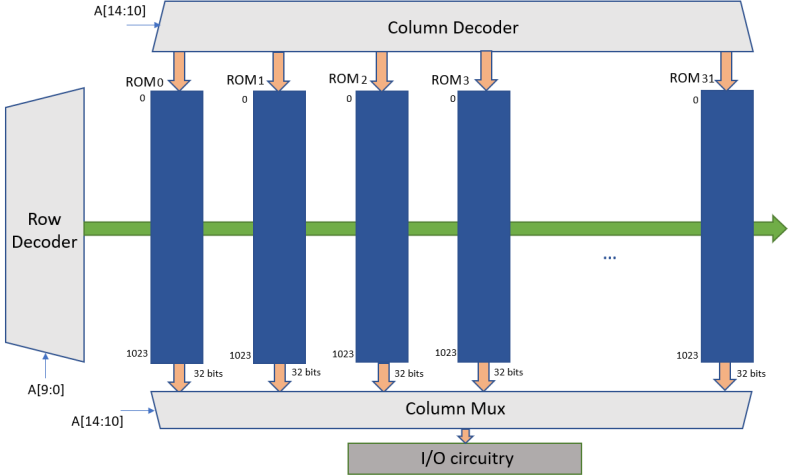 A[14:10]
Column Decoder
ROM0
ROM1
ROM2
ROM3
ROM31
0
0
0
0
0
Row
Decoder
...
1023
1023
1023
1023
1023
32 bits
32 bits
32 bits
32 bits
32 bits
A[9:0]
A[14:10]
Column Mux
I/O circuitry